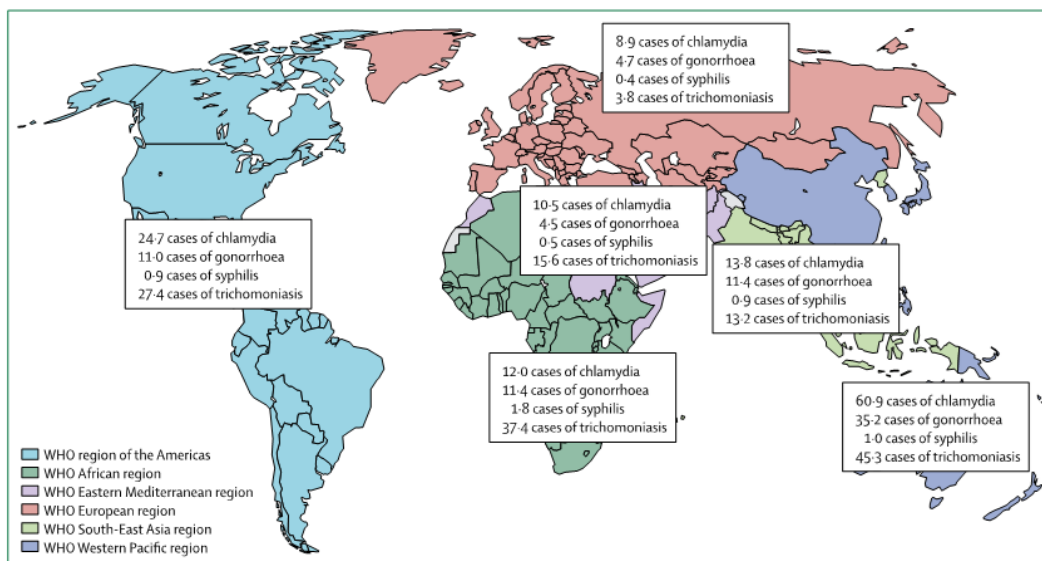 8·9 cases of chlamydia
4·7 cases of gonorrhoea
0·4 cases of syphilis
3·8 cases of trichomoniasis
10·5 cases of chlamydia
4·5 cases of gonorrhoea
0·5 cases of syphilis
15·6 cases of trichomoniasis
24·7 cases of chlamydia
11·0 cases of gonorrhoea
0·9 cases of syphilis
27·4 cases of trichomoniasis
13·8 cases of chlamydia
11·4 cases of gonorrhoea
0·9 cases of syphilis
13·2 cases of trichomoniasis
12·0 cases of chlamydia
11·4 cases of gonorrhoea
1·8 cases of syphilis
37·4 cases of trichomoniasis
60·9 cases of chlamydia
35·2 cases of gonorrhoea
1·0 cases of syphilis
45·3 cases of trichomoniasis
WHO region of the Americas
WHO African region
WHO Eastern Mediterranean region
WHO European region
WHO South-East Asia region
WHO Western Pacific region